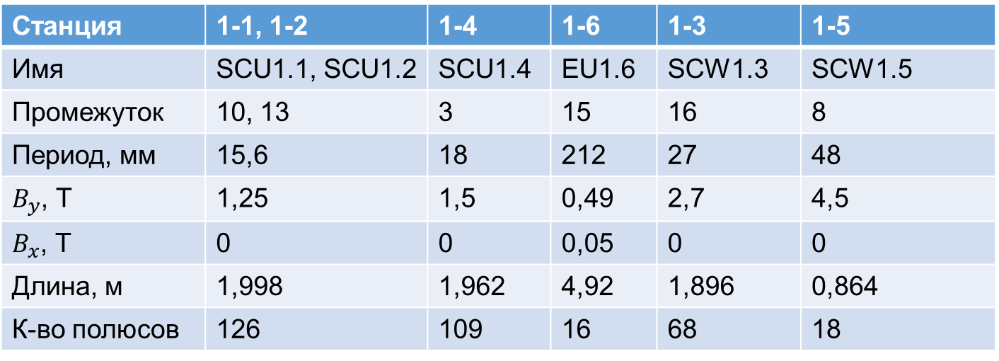 Станция 1-1, 1-2 1-4 1-6 1-3 1-5
Имя SCU1.1, SCU1.2 SCU1.4 EU1.6 SCW1.3 SCW1.5
Промежуток 10, 13 3 15 16 8
Период, мм 15,6 18 212 27 48
B_y, Т 1,25 1,5 0,49 2,7 4,5
B_x, Т 0 0 0,05 0 0
Длина, м 1,998 1,962 4,92 1,896 0,864
К-во полюсов 126 109 16 68 18